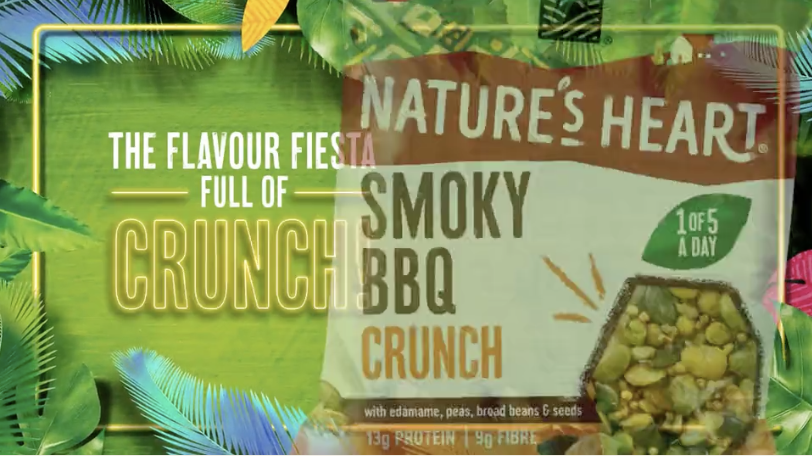 THE FLAVOUR FIESTA
FULL OF
CRUNCH!
NATURE'S HEART®
SMOKY
BBQ
CRUNCH
1 OF 5
A DAY
with edamame, peas, broad beans & seeds
13g PROTEIN | 9g FIBRE